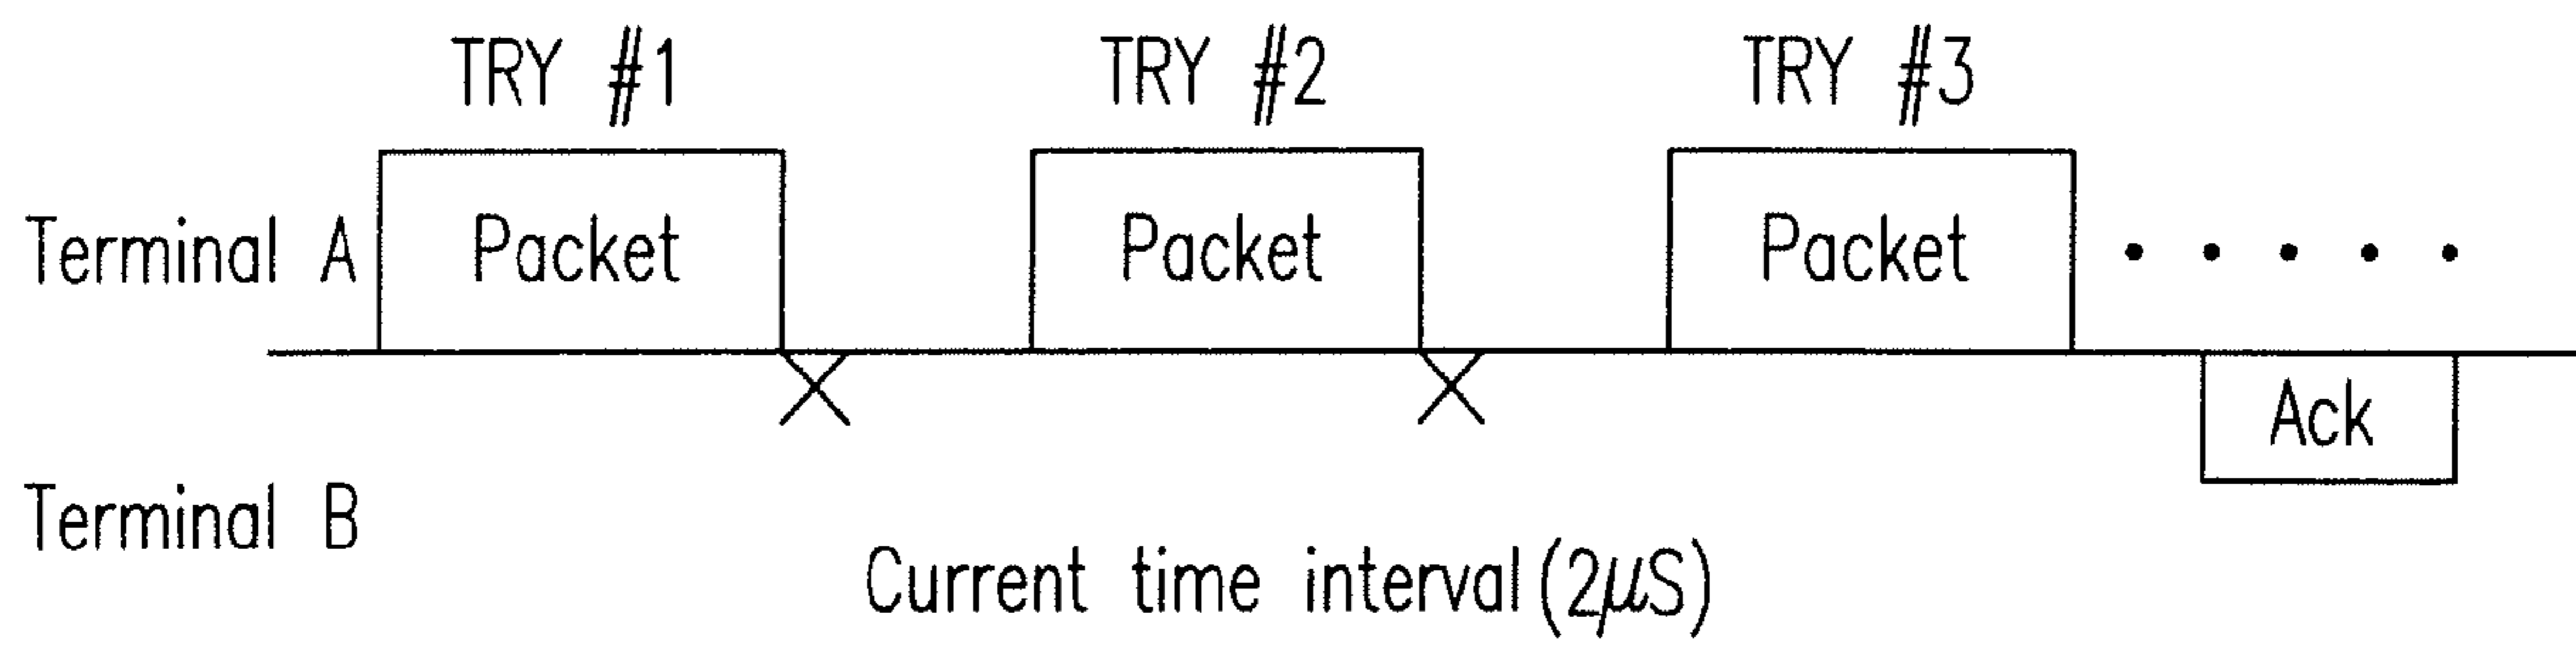 TRY #1 TRY #2 TRY #3
Terminal A Packet Packet Packet
Ack
Terminal B
Current time interval (2μS)